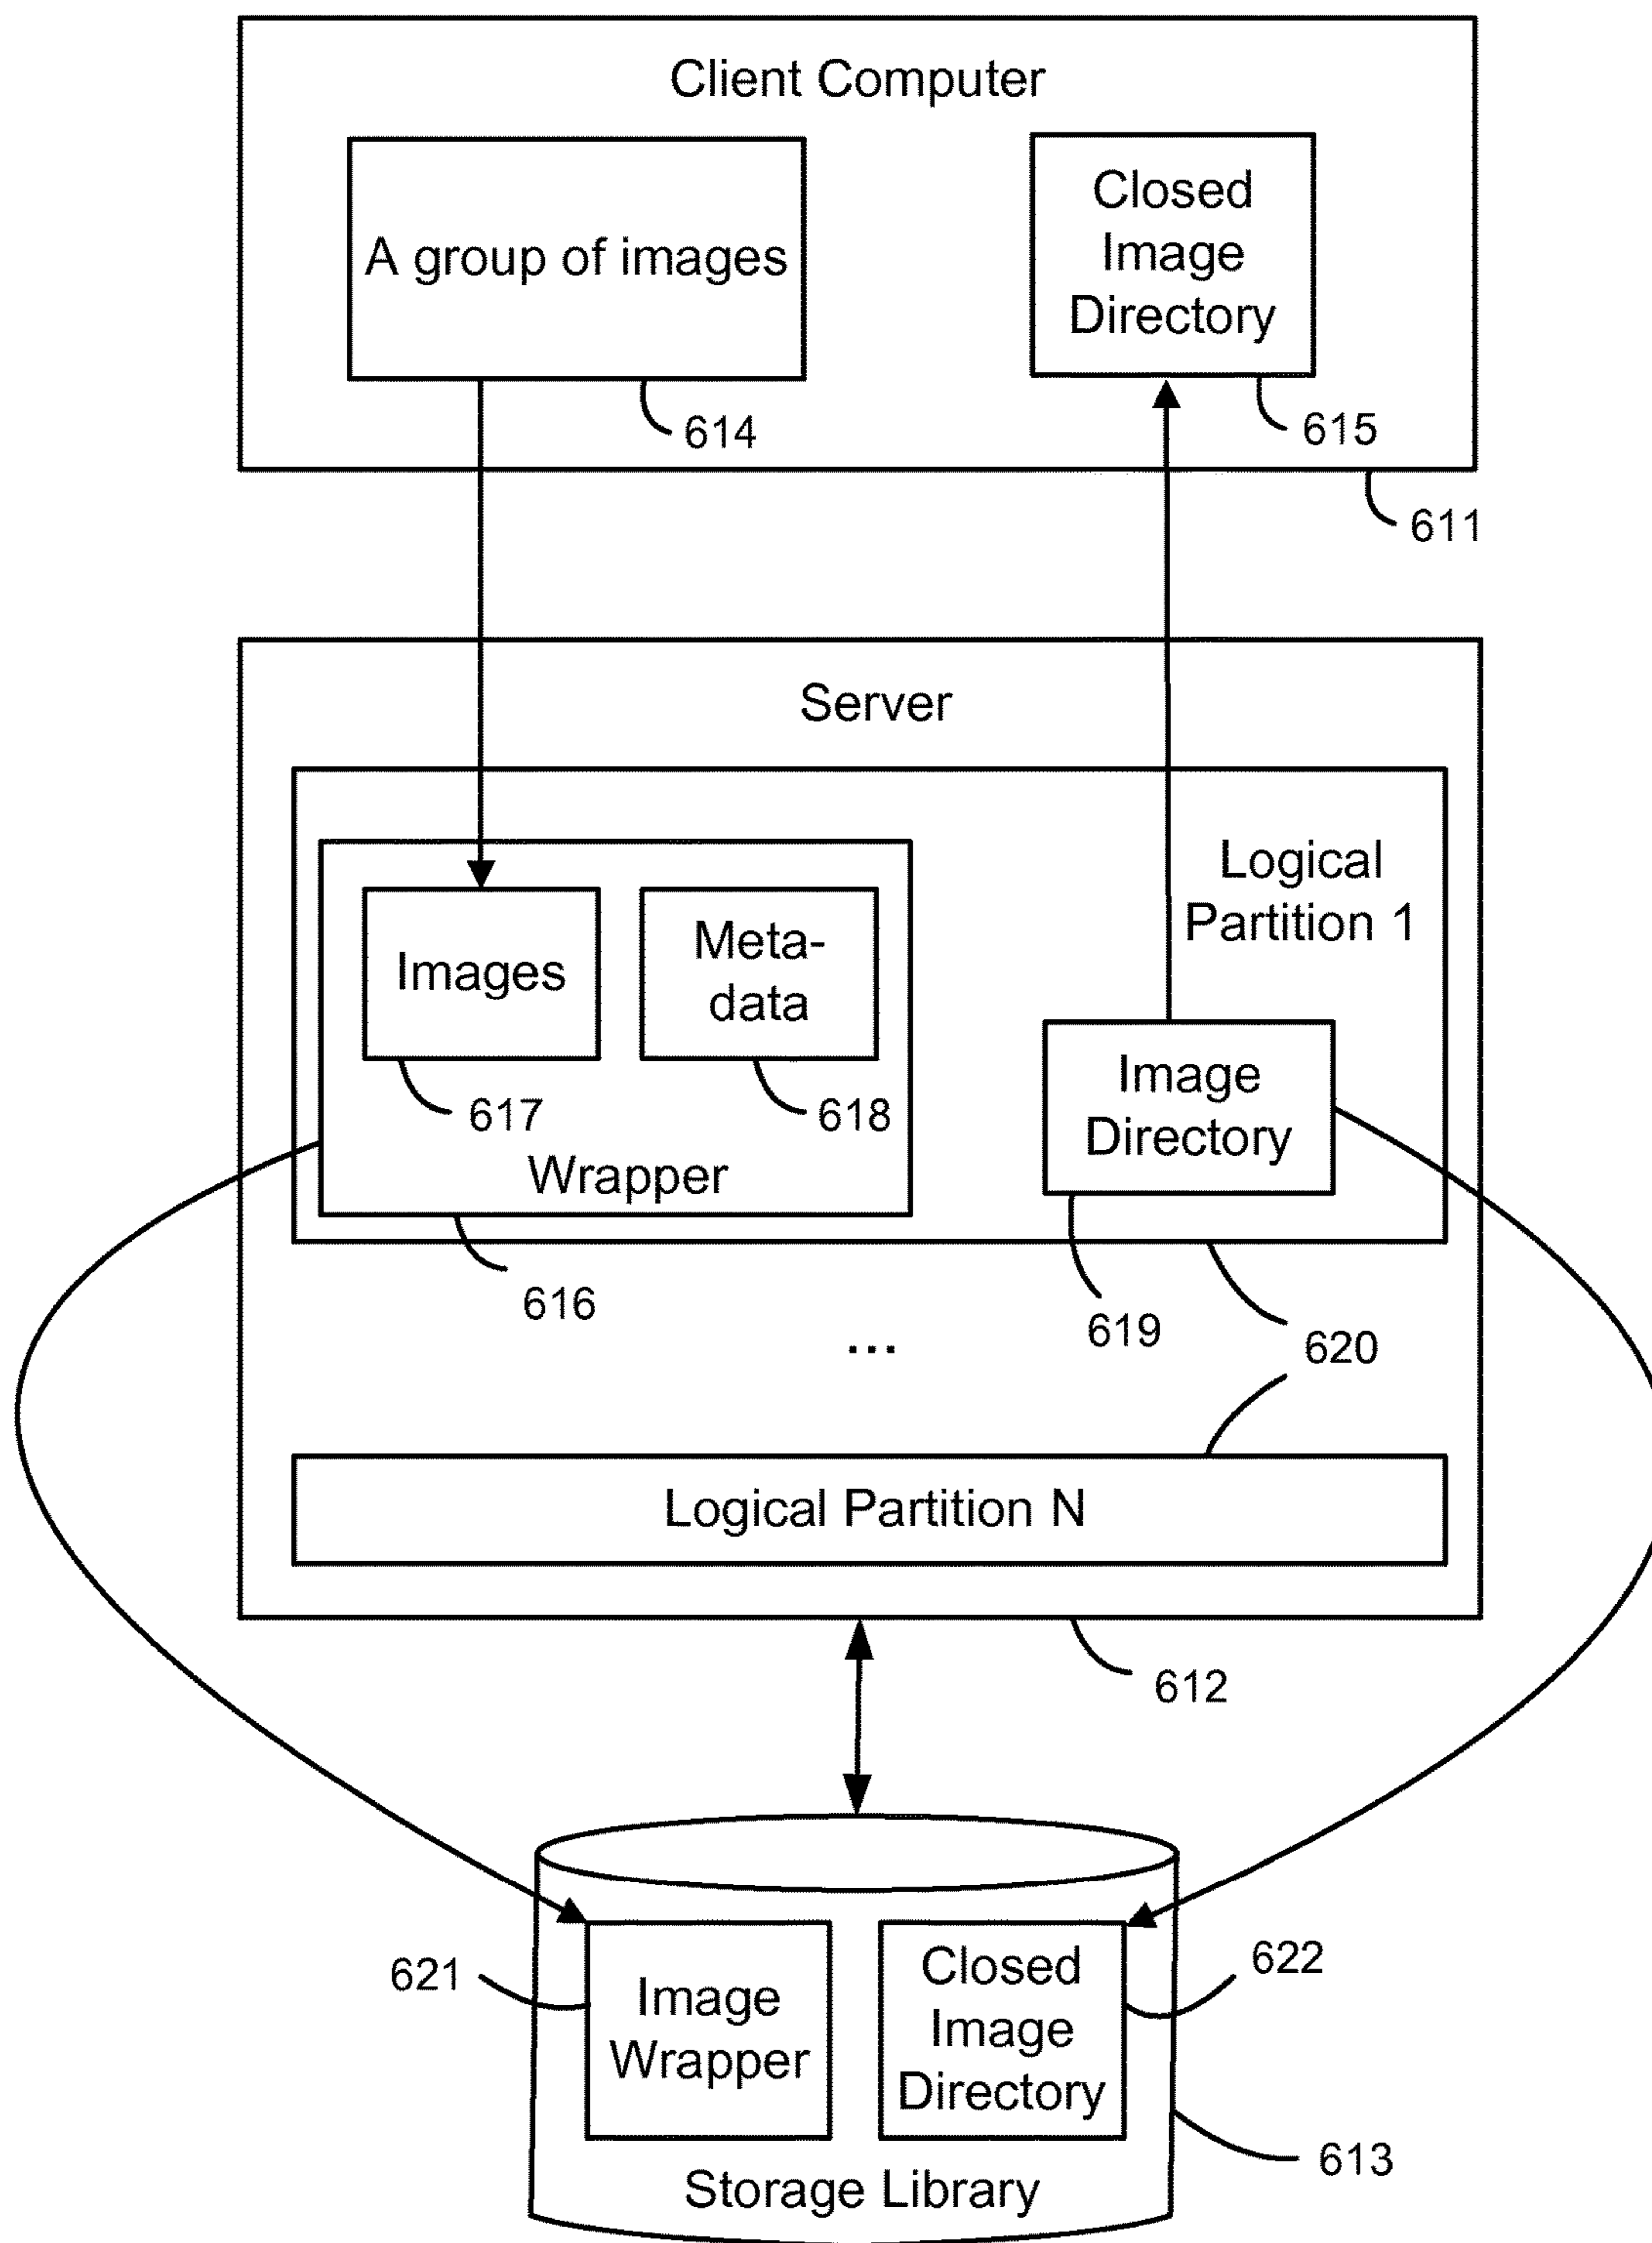 Client Computer
A group of images
Closed
Image
Directory
614
615
611
Server
Logical
Partition 1
Images
Meta-
data
Image
Directory
617
618
Wrapper
616
619
620
...
Logical Partition N
612
621
622
Image
Wrapper
Closed
Image
Directory
613
Storage Library